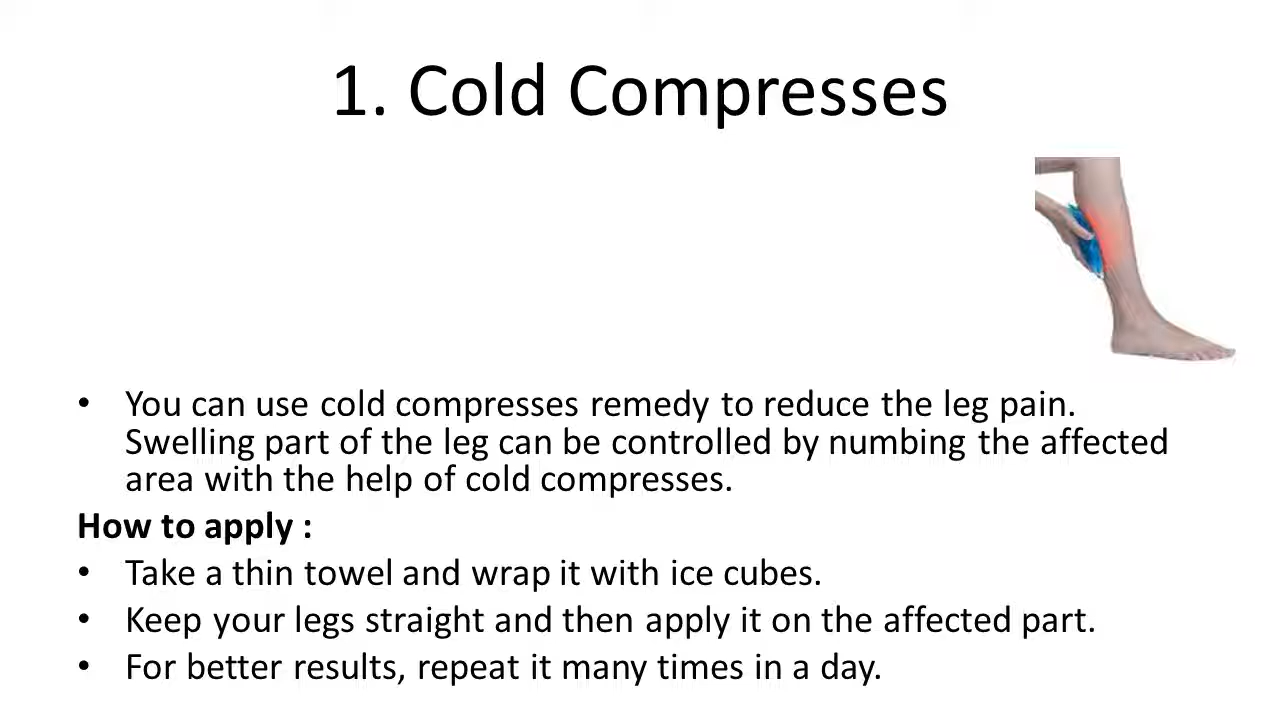 1. Cold Compresses
• You can use cold compresses remedy to reduce the leg pain.
Swelling part of the leg can be controlled by numbing the affected
area with the help of cold compresses.
How to apply :
• Take a thin towel and wrap it with ice cubes.
• Keep your legs straight and then apply it on the affected part.
• For better results, repeat it many times in a day.